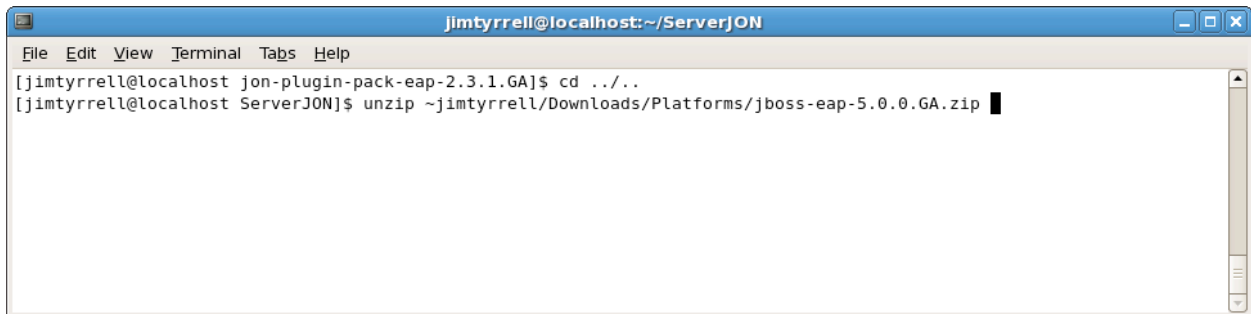 jimtyrrell@localhost:~/ServerJON
File Edit View Terminal Tabs Help
[jimtyrrell@localhost jon-plugin-pack-eap-2.3.1.GA]$ cd ../..
[jimtyrrell@localhost ServerJON]$ unzip ~jimtyrrell/Downloads/Platforms/jboss-eap-5.0.0.GA.zip